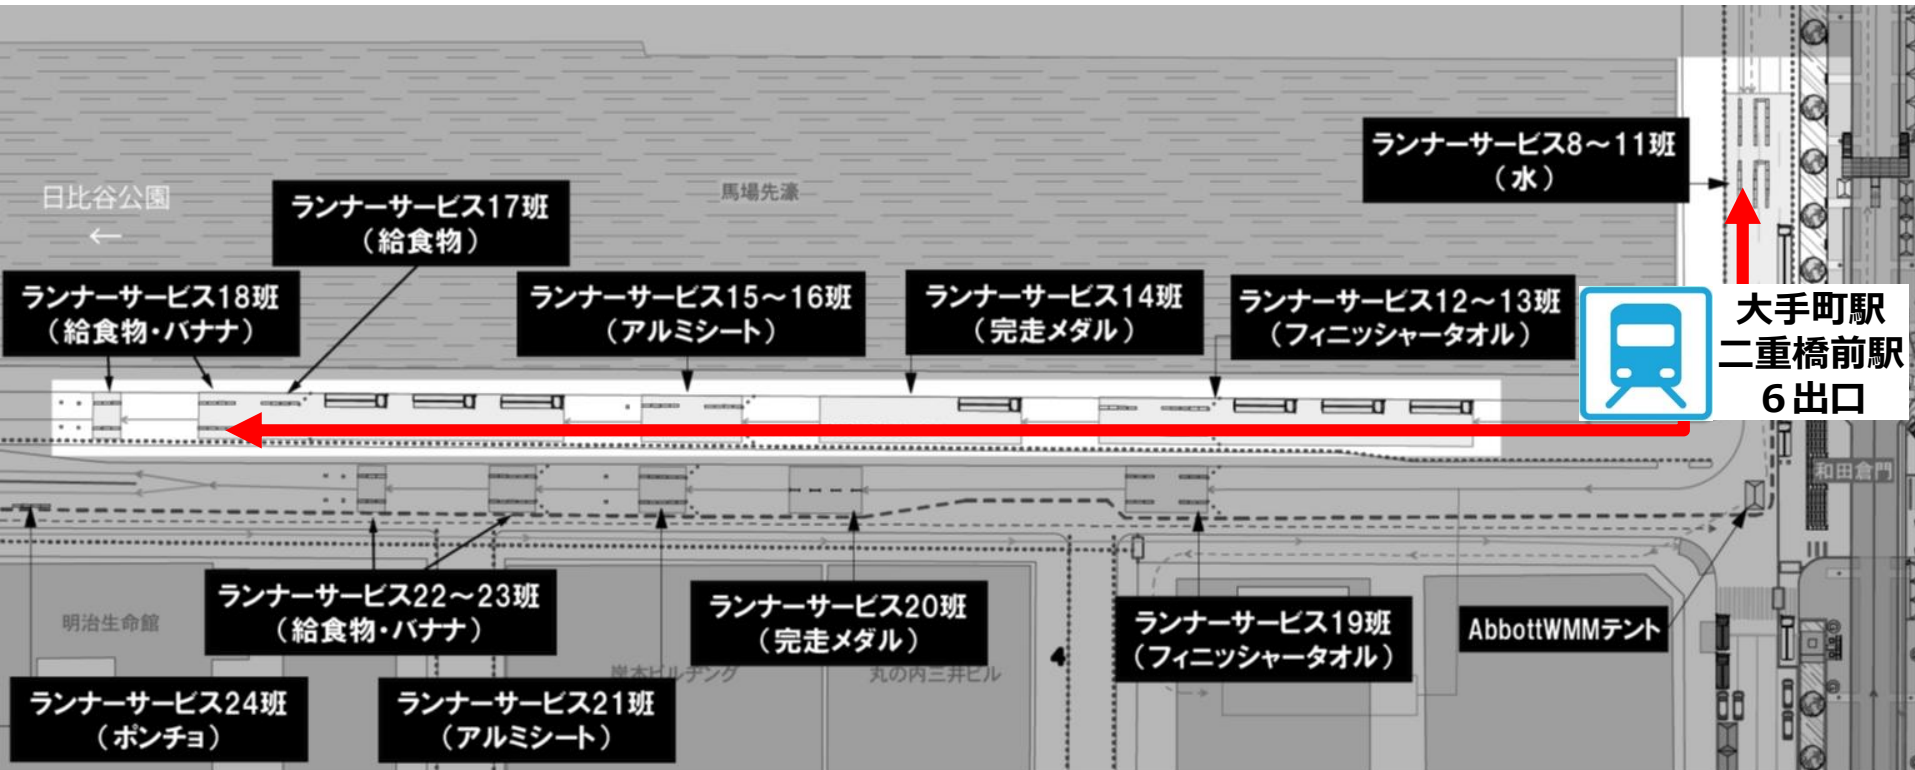 ランナーサービス8～11班
（水）
日比谷公園
←
馬場先濠
ランナーサービス17班
（給食物）
ランナーサービス18班
（給食物・バナナ）
ランナーサービス15～16班
（アルミシート）
ランナーサービス14班
（完走メダル）
ランナーサービス12～13班
（フィニッシャータオル）
大手町駅
二重橋前駅
６出口
和田倉門
ランナーサービス22～23班
（給食物・バナナ）
ランナーサービス20班
（完走メダル）
ランナーサービス19班
（フィニッシャータオル）
AbbottWMMテント
明治生命館
4
岸本ビルヂング
丸の内三井ビル
ランナーサービス24班
（ポンチョ）
ランナーサービス21班
（アルミシート）